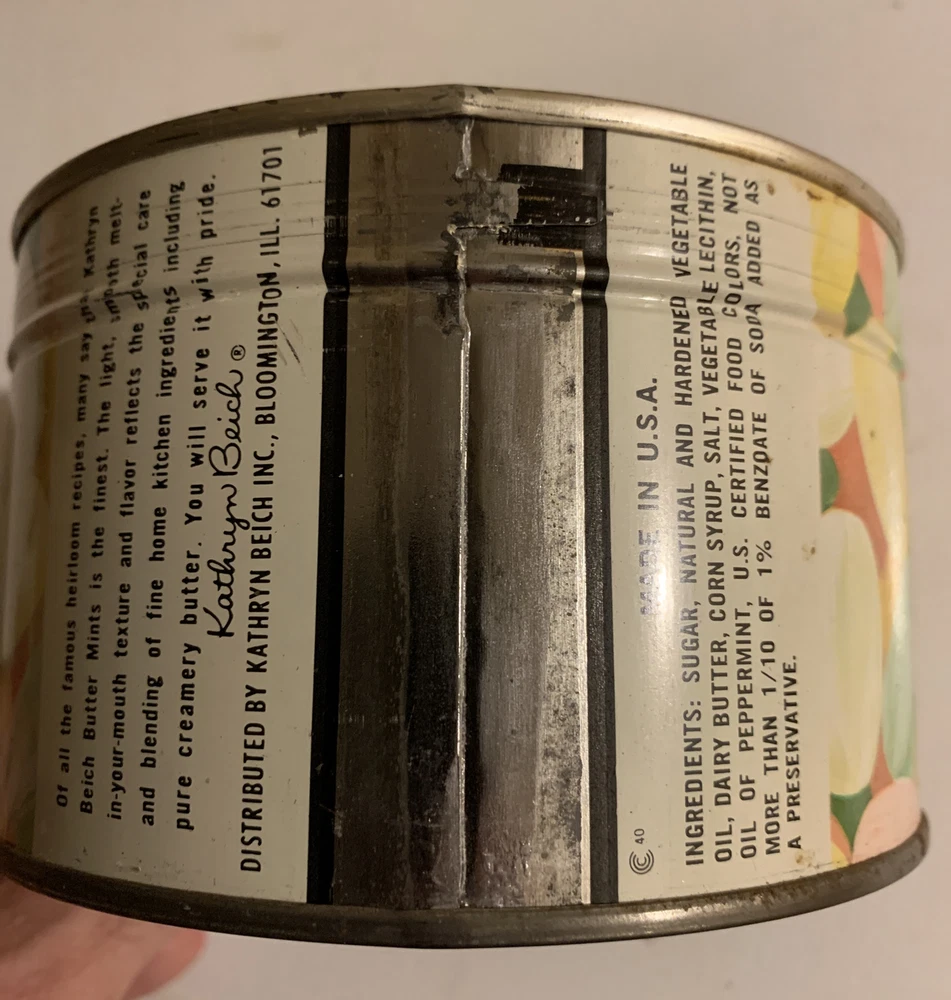 Of all the famous heirloom recipes, many say that Kathryn
Beich Butter Mints is the finest. The light, smooth melt-
in-your-mouth texture and flavor reflects the special care
and blending of fine home kitchen ingredients including
pure creamery butter. You will serve it with pride.
Kathryn Beich ®
DISTRIBUTED BY KATHRYN BEICH INC., BLOOMINGTON, ILL. 61701
CCC 40
MADE IN U.S.A.
INGREDIENTS: SUGAR, NATURAL AND HARDENED VEGETABLE
OIL, DAIRY BUTTER, CORN SYRUP, SALT, VEGETABLE LECITHIN,
OIL OF PEPPERMINT, U.S. CERTIFIED FOOD COLORS, NOT
MORE THAN 1/10 OF 1% BENZOATE OF SODA ADDED AS
A PRESERVATIVE.